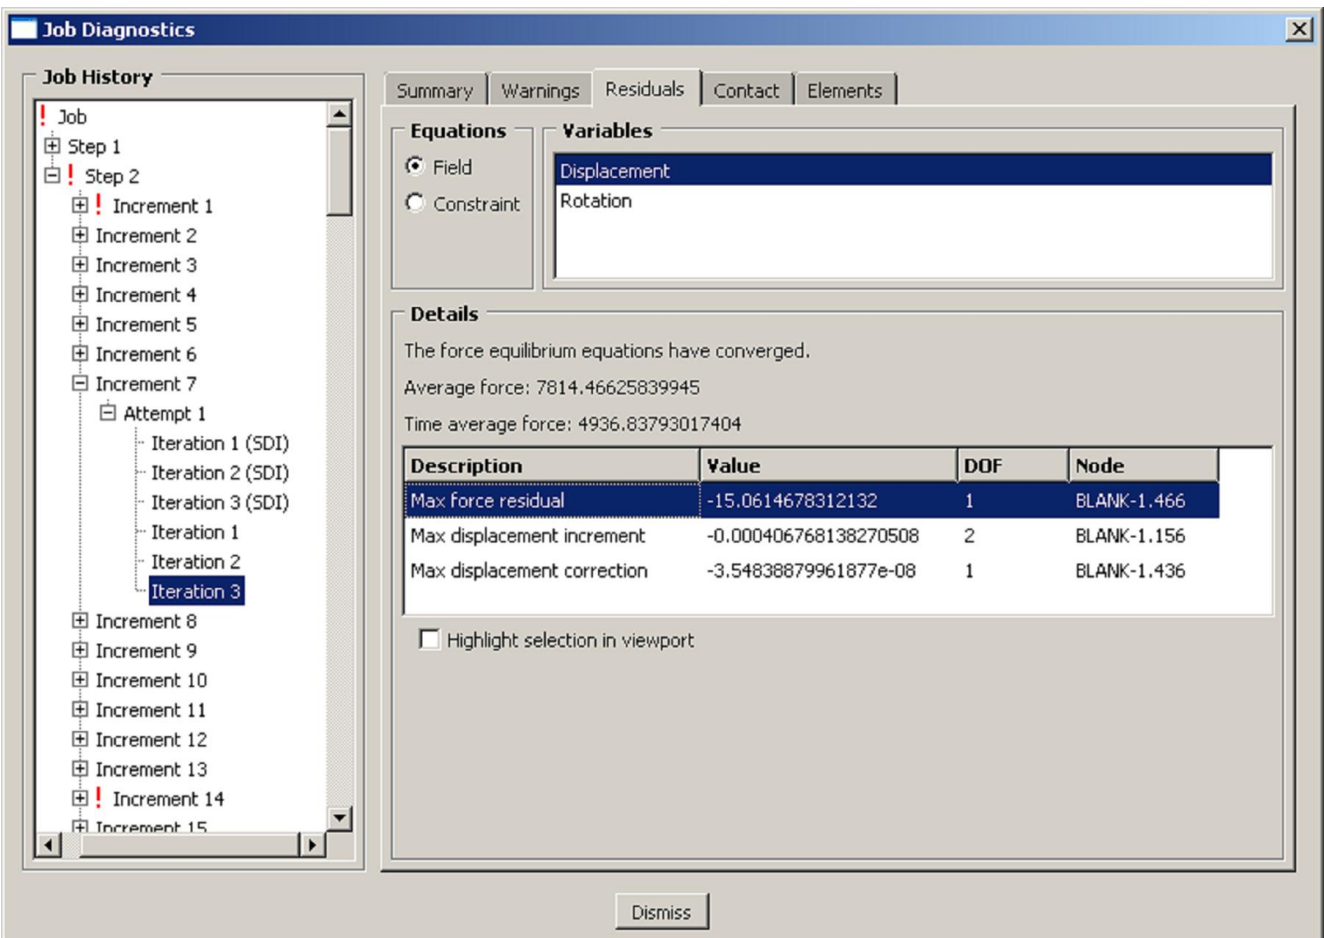 Job Diagnostics
Job History
! Job
Step 1
! Step 2
! Increment 1
Increment 2
Increment 3
Increment 4
Increment 5
Increment 6
Increment 7
Attempt 1
Iteration 1 (SDI)
Iteration 2 (SDI)
Iteration 3 (SDI)
Iteration 1
Iteration 2
Iteration 3
Increment 8
Increment 9
Increment 10
Increment 11
Increment 12
Increment 13
! Increment 14
Increment 15
Summary Warnings Residuals Contact Elements
Equations
Field
Constraint
Variables
Displacement
Rotation
Details
The force equilibrium equations have converged.
Average force: 7814.46625839945
Time average force: 4936.83793017404
Description Value DOF Node
Max force residual -15.0614678312132 1 BLANK-1.466
Max displacement increment -0.000406768138270508 2 BLANK-1.156
Max displacement correction -3.54838879961877e-08 1 BLANK-1.436
Highlight selection in viewport
Dismiss